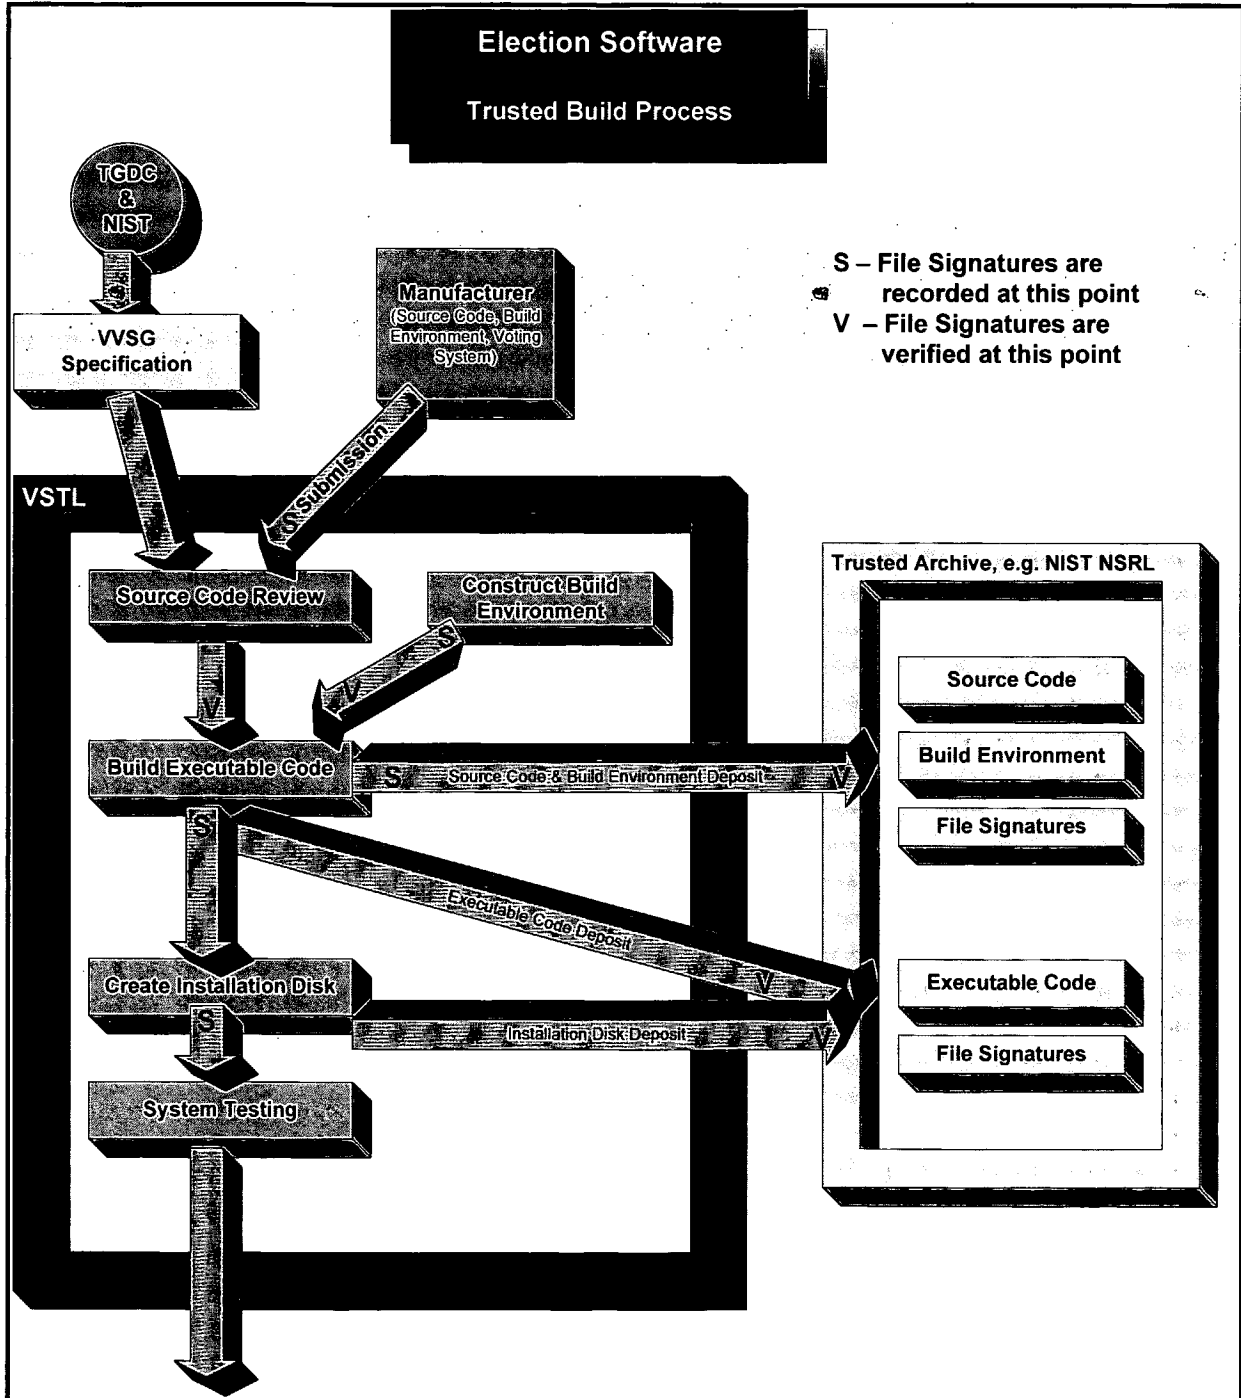 Election Software
Trusted Build Process
TGDC
&
NIST
S – File Signatures are
recorded at this point
V – File Signatures are
verified at this point
Manufacturer
(Source Code, Build
Environment, Voting
System)
VVSG
Specification
S
Submission
VSTL
Trusted Archive, e.g. NIST NSRL
Source Code Review
Construct Build
Environment
S
V
V
Source Code
Build Environment
File Signatures
Build Executable Code
S
Source Code & Build Environment Deposit
V
S
Executable Code Deposit
V
Create Installation Disk
S
Installation Disk Deposit
V
Executable Code
File Signatures
System Testing